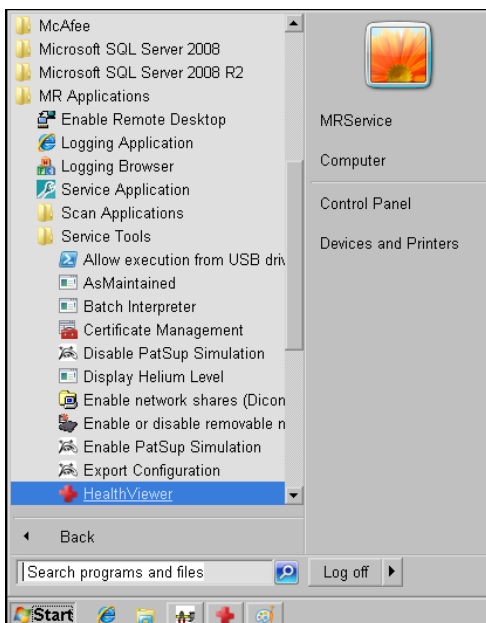 McAfee
Microsoft SQL Server 2008
Microsoft SQL Server 2008 R2
MR Applications
Enable Remote Desktop
Logging Application
Logging Browser
Service Application
Scan Applications
Service Tools
Allow execution from USB driv
AsMaintained
Batch Interpreter
Certificate Management
Disable PatSup Simulation
Display Helium Level
Enable network shares (Dicon
Enable or disable removable n
Enable PatSup Simulation
Export Configuration
HealthViewer
Back
Search programs and files
MRService
Computer
Control Panel
Devices and Printers
Log off
Start